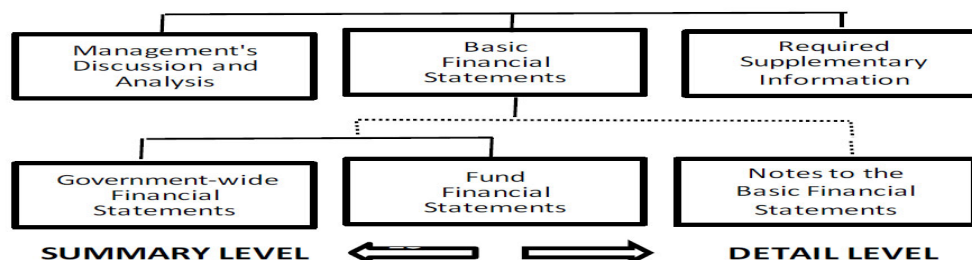 Management's
Discussion and
Analysis
Basic
Financial
Statements
Required
Supplementary
Information
Government-wide
Financial
Statements
Fund
Financial
Statements
Notes to the
Basic Financial
Statements
SUMMARY LEVEL
DETAIL LEVEL